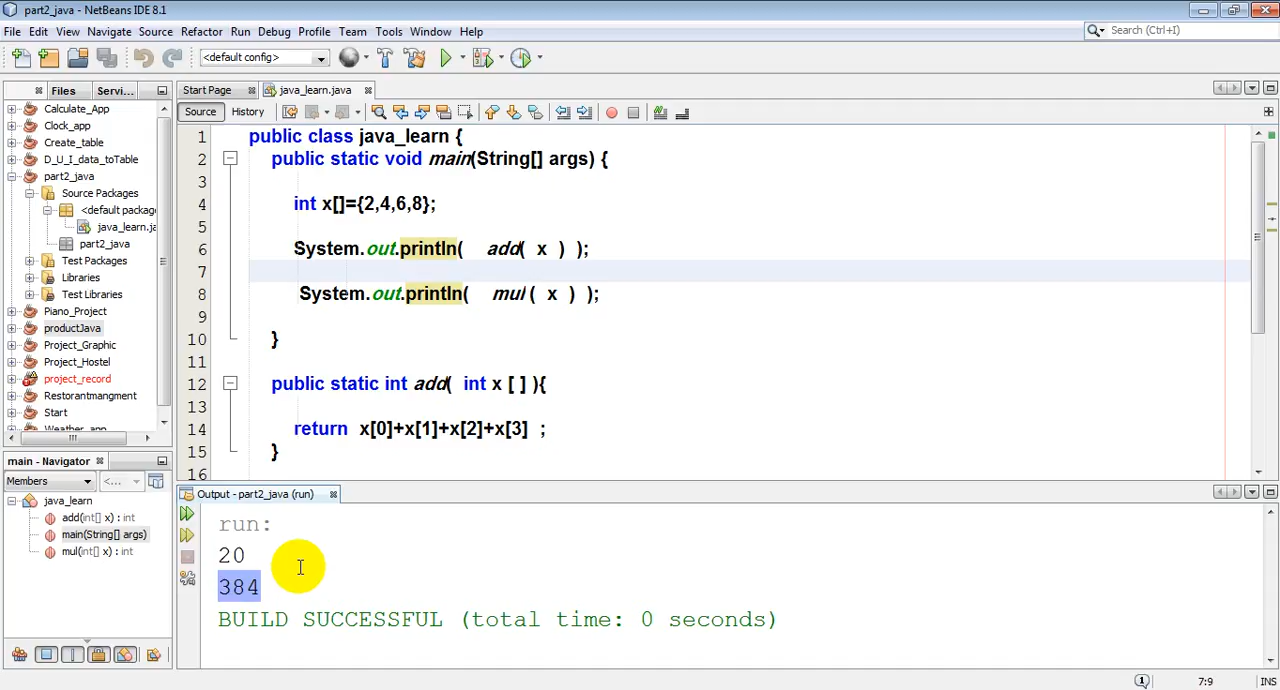 part2_java - NetBeans IDE 8.1
File Edit View Navigate Source Refactor Run Debug Profile Team Tools Window Help
Search (Ctrl+I)
<default config>
Files
Servi...
Start Page
java_learn.java
Source
History
Calculate_App
Clock_app
Create_table
D_U_I_data_toTable
part2_java
Source Packages
<default packag
java_learn.ja
part2_java
Test Packages
Libraries
Test Libraries
Piano_Project
productJava
Project_Graphic
Project_Hostel
project_record
Restorantmangment
Start
Weather_app
1 public class java_learn {
2 public static void main(String[] args) {
3
4 int x[]={2,4,6,8};
5
6 System.out.println( add( x ) );
7
8 System.out.println( mul ( x ) );
9
10 }
11
12 public static int add( int x [ ] ){
13
14 return x[0]+x[1]+x[2]+x[3] ;
15 }
16
main - Navigator
Members
<...
java_learn
add(int[] x) : int
main(String[] args)
mul(int[] x) : int
Output - part2_java (run)
run:
20
384
BUILD SUCCESSFUL (total time: 0 seconds)
1
7:9
INS